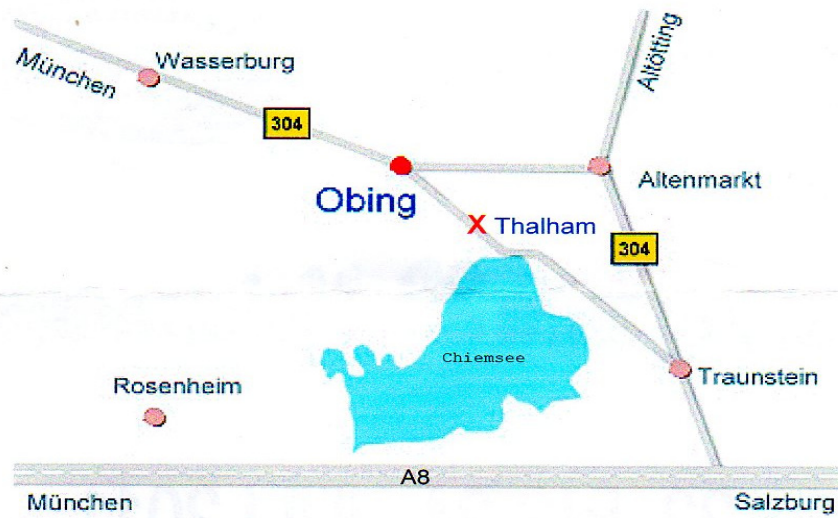 München
Wasserburg
304
Altötting
Obing
Altenmarkt
X Thalham
304
Chiemsee
Rosenheim
Traunstein
A8
München
Salzburg